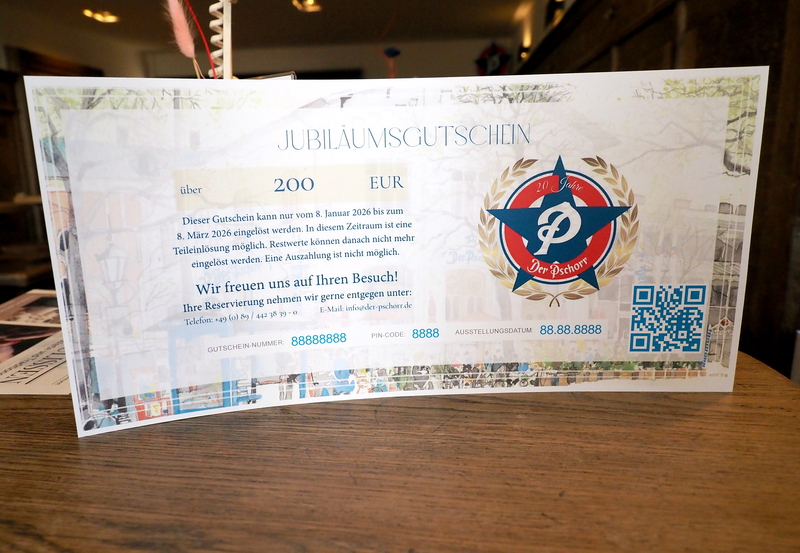 JUBILÄUMSGUTSCHEIN
über 200 EUR
Dieser Gutschein kann nur vom 8. Januar 2026 bis zum
8. März 2026 eingelöst werden. In diesem Zeitraum ist eine
Teileinlösung möglich. Restwerte können danach nicht mehr
eingelöst werden. Eine Auszahlung ist nicht möglich.
Wir freuen uns auf Ihren Besuch!
Ihre Reservierung nehmen wir gerne entgegen unter:
Telefon: +49 (0) 89 / 442 38 39 - 0 E-Mail: info@der-pschorr.de
GUTSCHEIN-NUMMER: 88888888 PIN-CODE: 8888 AUSSTELLUNGSDATUM 88.88.8888
20 Jahre
P
Der Pschorr